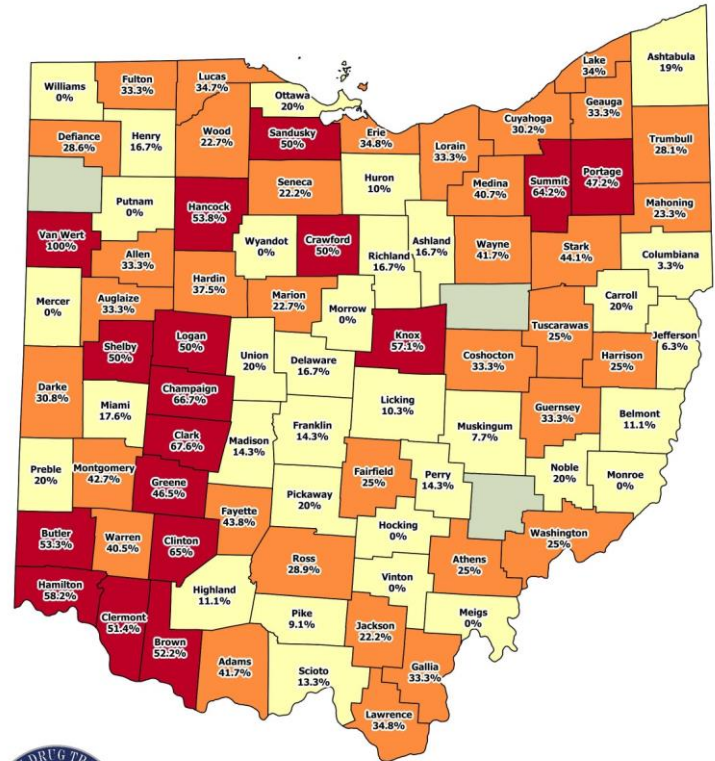 Williams
0%
Fulton
33.3%
Lucas
34.7%
Ottawa
20%
Lake
34%
Ashtabula
19%
Geauga
33.3%
Cuyahoga
30.2%
Defiance
28.6%
Henry
16.7%
Wood
22.7%
Sandusky
50%
Erie
34.8%
Lorain
33.3%
Trumbull
28.1%
Huron
10%
Medina
40.7%
Summit
64.2%
Portage
47.2%
Seneca
22.2%
Putnam
0%
Hancock
53.8%
Mahoning
23.3%
Van Wert
100%
Wyandot
0%
Crawford
50%
Richland
16.7%
Ashland
16.7%
Wayne
41.7%
Stark
44.1%
Columbiana
3.3%
Allen
33.3%
Hardin
37.5%
Mercer
0%
Auglaize
33.3%
Marion
22.7%
Morrow
0%
Carroll
20%
Tuscarawas
25%
Jefferson
6.3%
Shelby
50%
Logan
50%
Knox
57.1%
Union
20%
Delaware
16.7%
Coshocton
33.3%
Harrison
25%
Darke
30.8%
Champaign
66.7%
Miami
17.6%
Licking
10.3%
Guernsey
33.3%
Belmont
11.1%
Clark
67.6%
Madison
14.3%
Franklin
14.3%
Muskingum
7.7%
Preble
20%
Montgomery
42.7%
Greene
46.5%
Fairfield
25%
Perry
14.3%
Noble
20%
Monroe
0%
Pickaway
20%
Fayette
43.8%
Butler
53.3%
Warren
40.5%
Clinton
65%
Hocking
0%
Washington
25%
Ross
28.9%
Athens
25%
Hamilton
58.2%
Clermont
51.4%
Highland
11.1%
Vinton
0%
Meigs
0%
Brown
52.2%
Pike
9.1%
Jackson
22.2%
Adams
41.7%
Scioto
13.3%
Gallia
33.3%
Lawrence
34.8%
DRUG